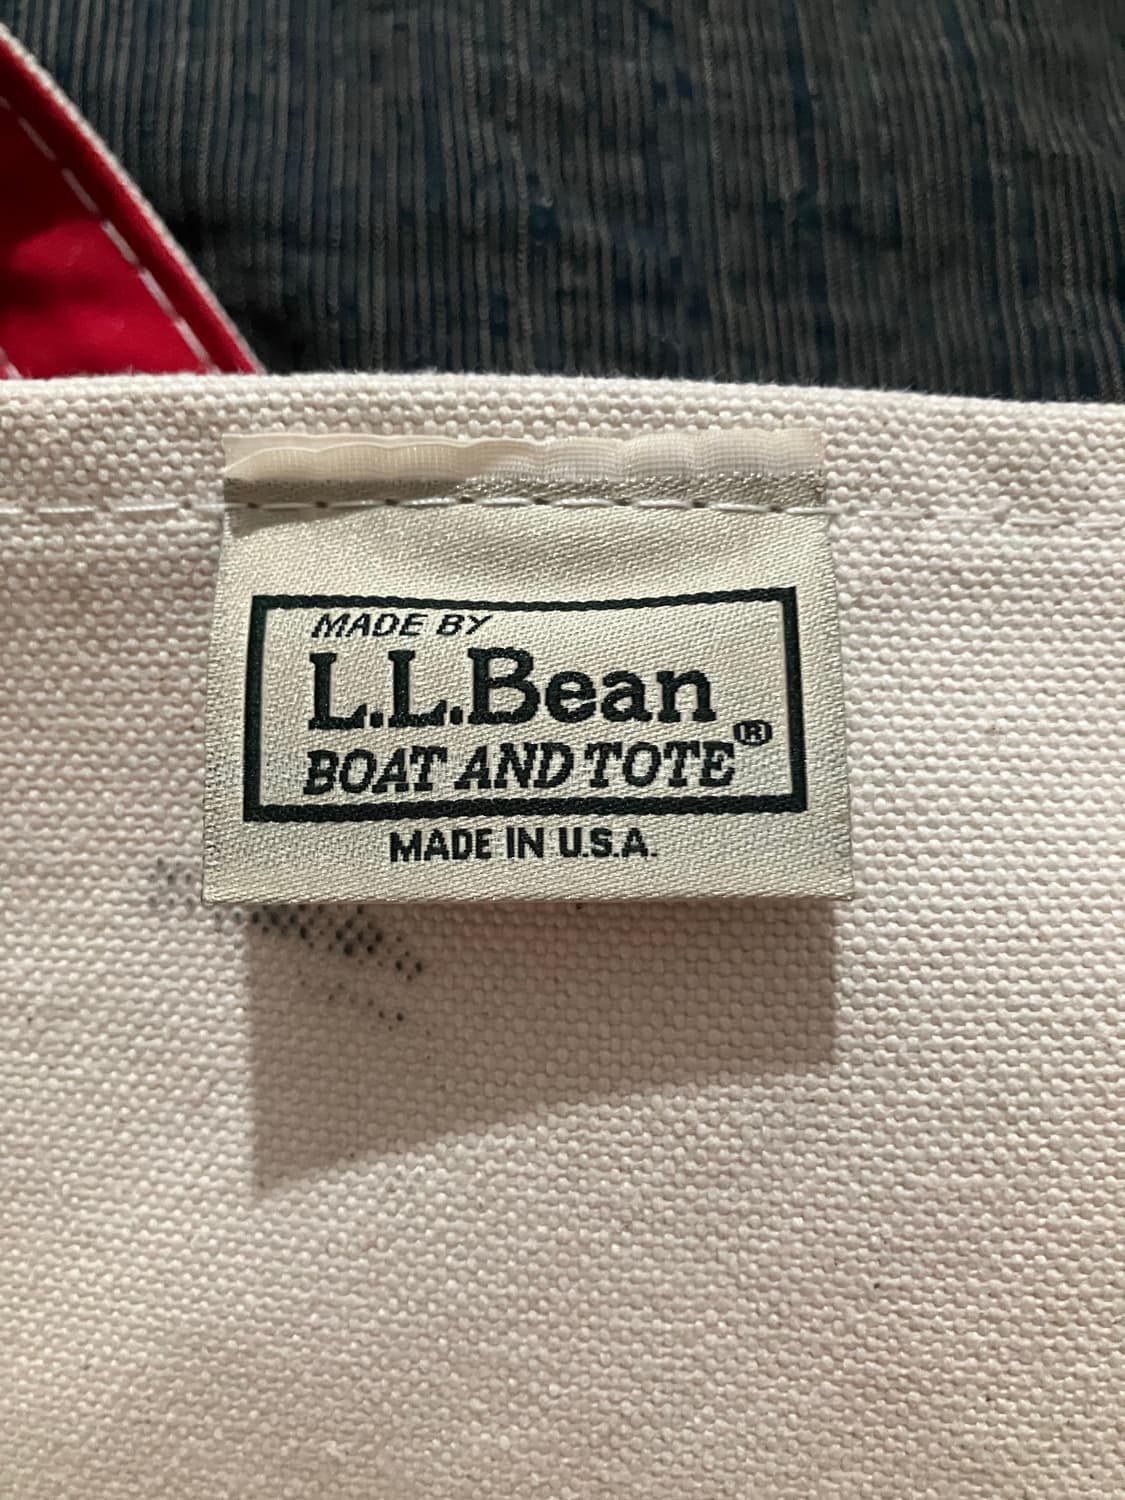 MADE BY
L.L.Bean
BOAT AND TOTE®
MADE IN U.S.A.